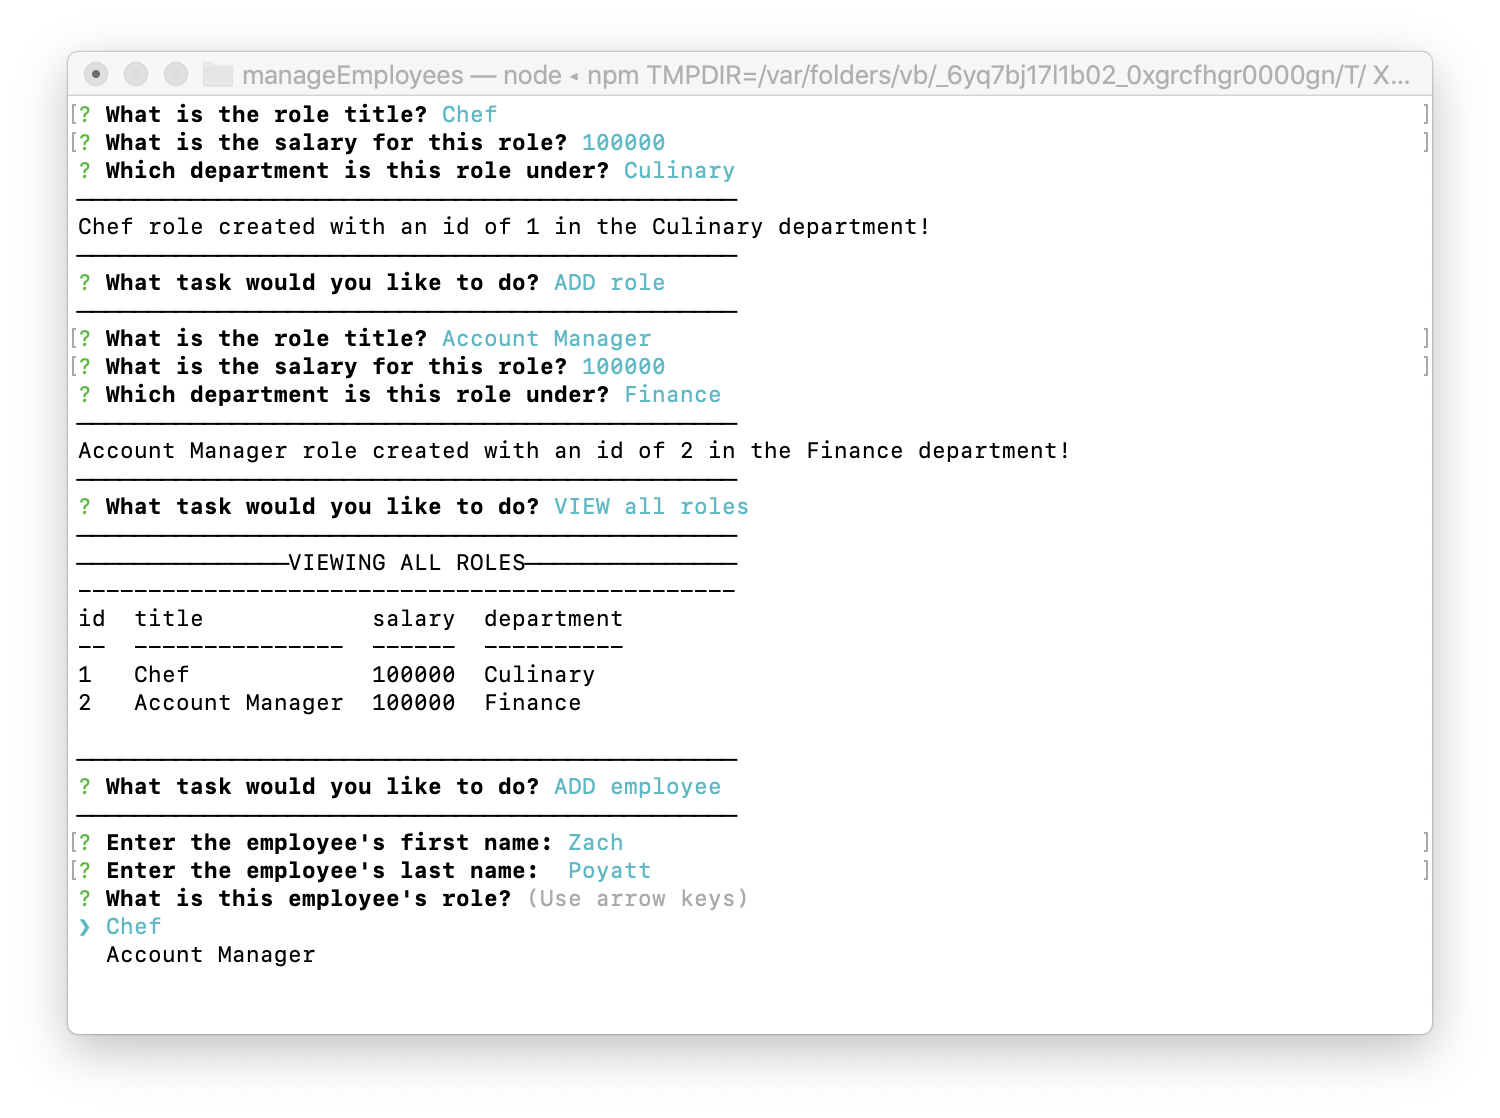 manageEmployees — node ◂ npm TMPDIR=/var/folders/vb/_6yq7bj17l1b02_0xgrcfhgr0000gn/T/ X...
[? What is the role title? Chef ]
[? What is the salary for this role? 100000 ]
? Which department is this role under? Culinary
Chef role created with an id of 1 in the Culinary department!
? What task would you like to do? ADD role
[? What is the role title? Account Manager ]
[? What is the salary for this role? 100000 ]
? Which department is this role under? Finance
Account Manager role created with an id of 2 in the Finance department!
? What task would you like to do? VIEW all roles
———————————————VIEWING ALL ROLES———————————————
-----------------------------------------------
id  title            salary  department
--  ---------------  ------  ----------
1   Chef             100000  Culinary
2   Account Manager  100000  Finance
? What task would you like to do? ADD employee
[? Enter the employee's first name: Zach ]
[? Enter the employee's last name:  Poyatt ]
? What is this employee's role? (Use arrow keys)
❯ Chef
  Account Manager